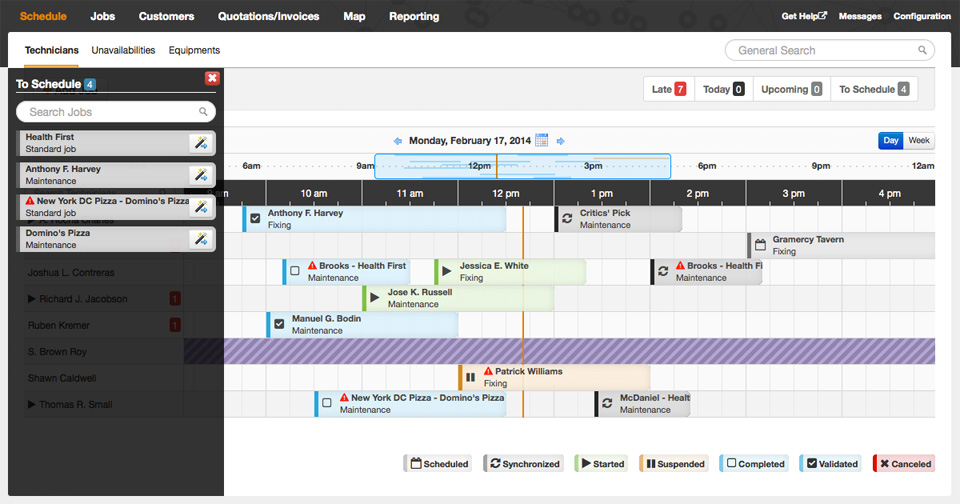 Schedule Jobs Customers Quotations/Invoices Map Reporting Get Help Messages Configuration
Technicians Unavailabilities Equipments General Search
To Schedule 4
Search Jobs
Late 7 Today 0 Upcoming 0 To Schedule 4
Health First
Standard job
Anthony F. Harvey
Maintenance
New York DC Pizza - Domino's Pizza
Standard job
Domino's Pizza
Maintenance
Monday, February 17, 2014 Day Week
6am 9am 12pm 3pm 6pm 9pm 12am
9 am 10 am 11 am 12 pm 1 pm 2 pm 3 pm 4 pm
Anthony F. Harvey
Fixing
Critics' Pick
Maintenance
Gramercy Tavern
Fixing
Joshua L. Contreras
Brooks - Health First
Maintenance
Jessica E. White
Fixing
Brooks - Health Fi
Maintenance
Richard J. Jacobson 1
Jose K. Russell
Maintenance
Ruben Kremer 1
Manuel G. Bodin
Maintenance
S. Brown Roy
Shawn Caldwell
Patrick Williams
Fixing
Thomas R. Small
New York DC Pizza - Domino's Pizza
Maintenance
McDaniel - Healt
Maintenance
Scheduled Synchronized Started Suspended Completed Validated Canceled